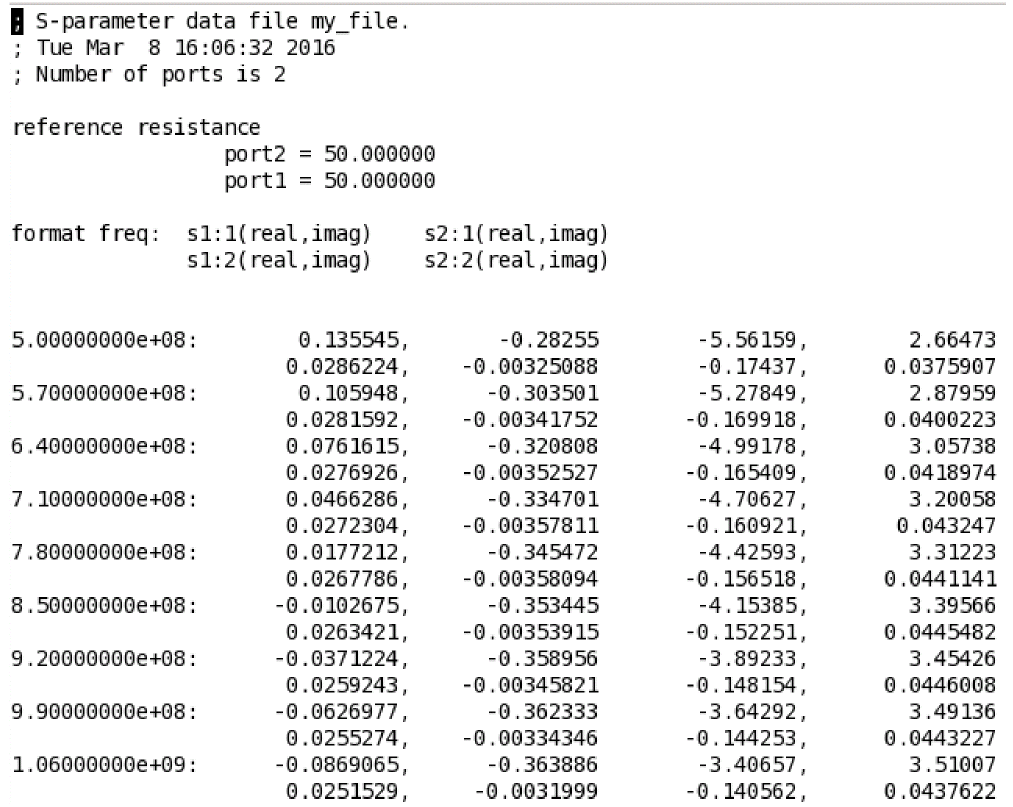 ; S-parameter data file my_file.
; Tue Mar  8 16:06:32 2016
; Number of ports is 2
reference resistance
port2 = 50.000000
port1 = 50.000000
format freq:  s1:1(real,imag)    s2:1(real,imag)
s1:2(real,imag)    s2:2(real,imag)
5.00000000e+08:    0.135545,    -0.28255    -5.56159,    2.66473
0.0286224,    -0.00325088    -0.17437,    0.0375907
5.70000000e+08:    0.105948,    -0.303501    -5.27849,    2.87959
0.0281592,    -0.00341752    -0.169918,    0.0400223
6.40000000e+08:    0.0761615,    -0.320808    -4.99178,    3.05738
0.0276926,    -0.00352527    -0.165409,    0.0418974
7.10000000e+08:    0.0466286,    -0.334701    -4.70627,    3.20058
0.0272304,    -0.00357811    -0.160921,    0.043247
7.80000000e+08:    0.0177212,    -0.345472    -4.42593,    3.31223
0.0267786,    -0.00358094    -0.156518,    0.0441141
8.50000000e+08:    -0.0102675,    -0.353445    -4.15385,    3.39566
0.0263421,    -0.00353915    -0.152251,    0.0445482
9.20000000e+08:    -0.0371224,    -0.358956    -3.89233,    3.45426
0.0259243,    -0.00345821    -0.148154,    0.0446008
9.90000000e+08:    -0.0626977,    -0.362333    -3.64292,    3.49136
0.0255274,    -0.00334346    -0.144253,    0.0443227
1.06000000e+09:    -0.0869065,    -0.363886    -3.40657,    3.51007
0.0251529,    -0.0031999    -0.140562,    0.0437622